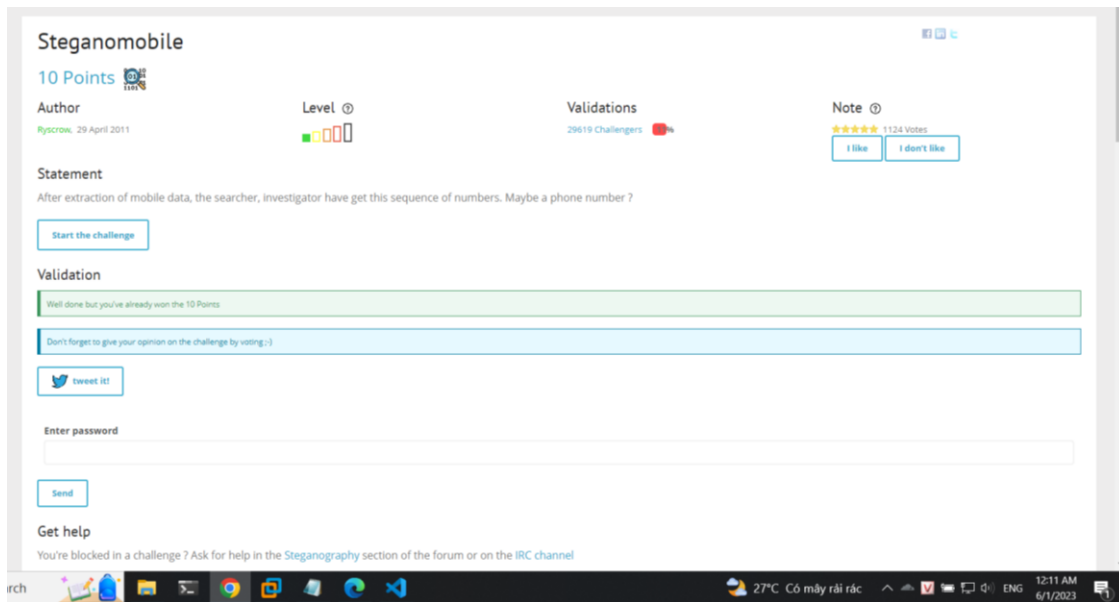 Steganomobile
10 Points
Author Level Validations Note
Ryscrow, 29 April 2011 29619 Challengers 1124 Votes
I like I don't like
Statement
After extraction of mobile data, the searcher, investigator have get this sequence of numbers. Maybe a phone number ?
Start the challenge
Validation
Well done but you've already won the 10 Points
Don't forget to give your opinion on the challenge by voting ;-)
tweet it!
Enter password
Send
Get help
You're blocked in a challenge ? Ask for help in the Steganography section of the forum or on the IRC channel
27°C Có mây rải rác ENG 12:11 AM
6/1/2023